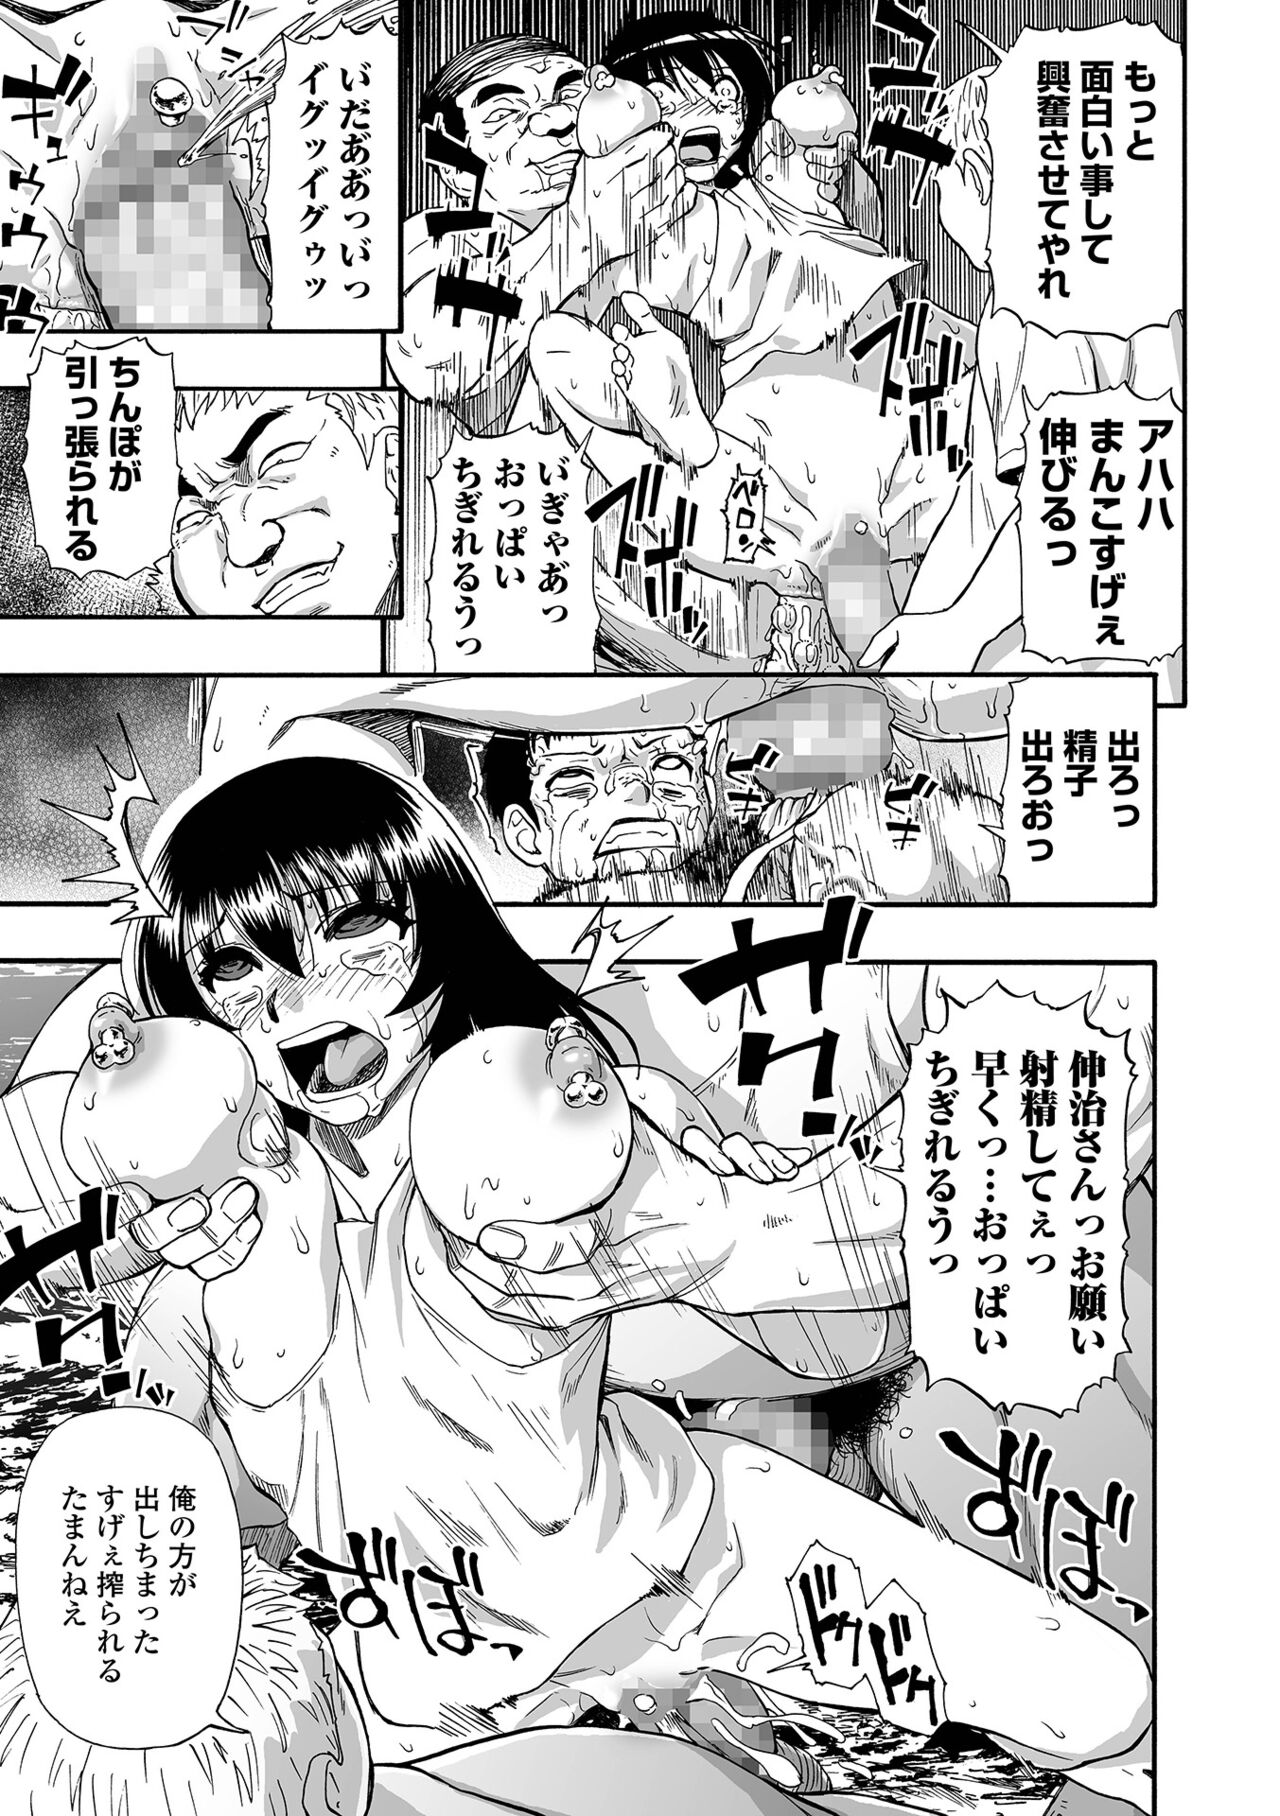 もっと
面白い事して
興奮させてやれ
アハハ
まんこすげぇ
伸びるっ
い゙ぎゃあ゙っ
おっぱい
ちぎれるうっ
ベロン
い゙だあ゙あ゙っい゙っ
イグッイグゥッ
ちんぽが
引っ張られる
出ろっ
精子
出ろおっ
伸治さんっお願い
射精してぇっ
早くっ…おっぱい
ちぎれるうっ
ずぼっ
ずぼっ
ドクドク
ドクドク
俺の方が
出しちまった
すげぇ搾られる
たまんねえ